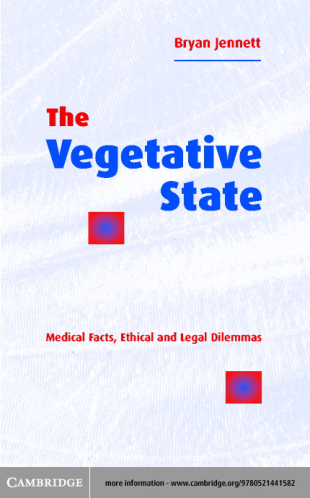 Bryan Jennett
The
Vegetative
State
Medical Facts, Ethical and Legal Dilemmas
CAMBRIDGE more information - www.cambridge.org/9780521441582